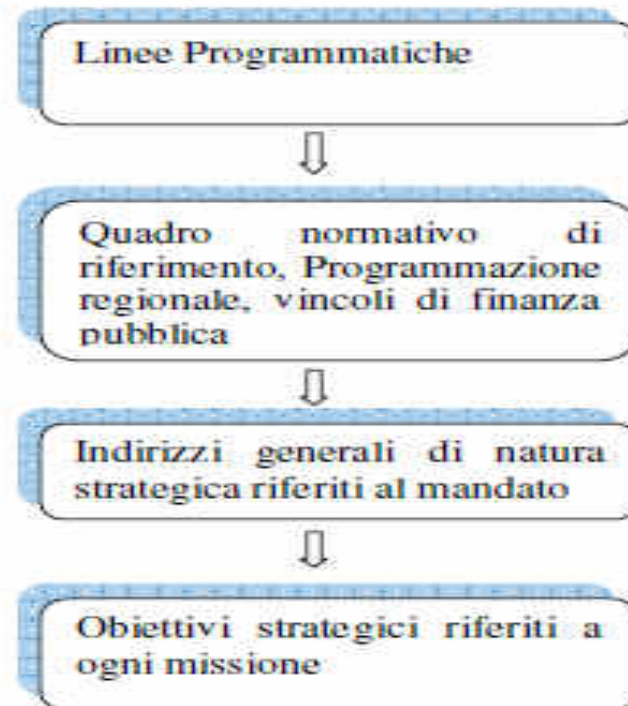 Linee Programmatiche
Quadro normativo di
riferimento, Programmazione
regionale, vincoli di finanza
pubblica
Indirizzi generali di natura
strategica riferiti al mandato
Obiettivi strategici riferiti a
ogni missione